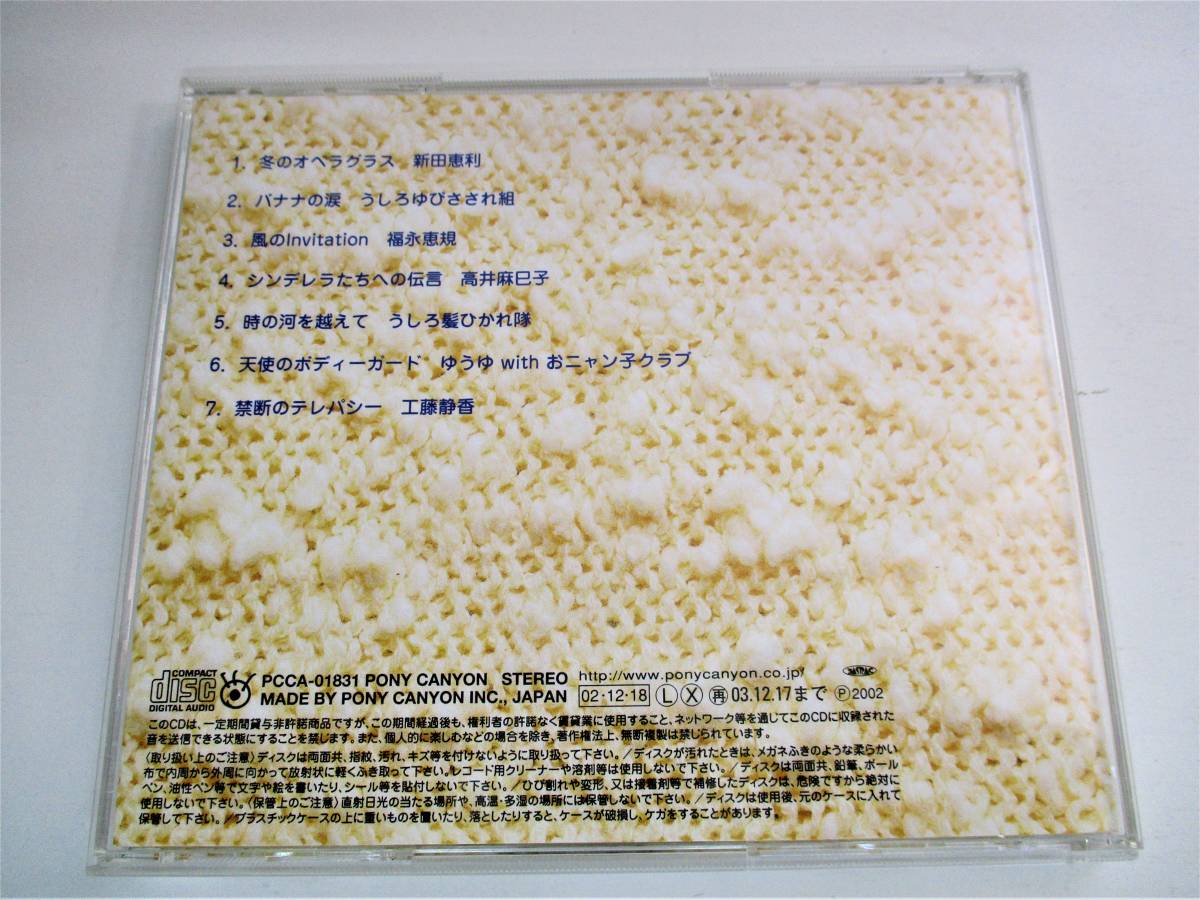 1. 冬のオペラグラス 新田恵利
2. バナナの涙 うしろゆびさされ組
3. 風のInvitation 福永恵規
4. シンデレラたちへの伝言 高井麻巳子
5. 時の河を越えて うしろ髪ひかれ隊
6. 天使のボディーガード ゆうゆ with おニャン子クラブ
7. 禁断のテレパシー 工藤静香
COMPACT
disc
DIGITAL AUDIO
PCCA-01831 PONY CANYON STEREO http://www.ponycanyon.co.jp/
MADE BY PONY CANYON INC., JAPAN 02・12・18 L X 再 03.12.17まで Ⓟ2002
このCDは、一定期間貸与非許諾商品ですが、この期間経過後も、権利者の許諾なく賃貸業に使用すること、ネットワーク等を通じてこのCDに収録された
音を送信できる状態にすることを禁じます。また、個人的に楽しむなどの場合を除き、著作権法上、無断複製は禁じられています。
〈取り扱い上のご注意〉ディスクは両面共、指紋、汚れ、キズ等を付けないように取り扱って下さい。／ディスクが汚れたときは、メガネふきのような柔らかい
布で内周から外周に向かって放射状に軽くふき取って下さい。レコード用クリーナーや溶剤等は使用しないで下さい。／ディスクは両面共、鉛筆、ボール
ペン、油性ペン等で文字や絵を書いたり、シール等を貼付しないで下さい。／ひび割れや変形、又は接着剤等で補修したディスクは、危険ですから絶対に
使用しないで下さい。〈保管上のご注意〉直射日光の当たる場所や、高温・多湿の場所には保管しないで下さい。／ディスクは使用後、元のケースに入れて
保管して下さい。／プラスチックケースの上に重いものを置いたり、落としたりすると、ケースが破損し、ケガをすることがあります。